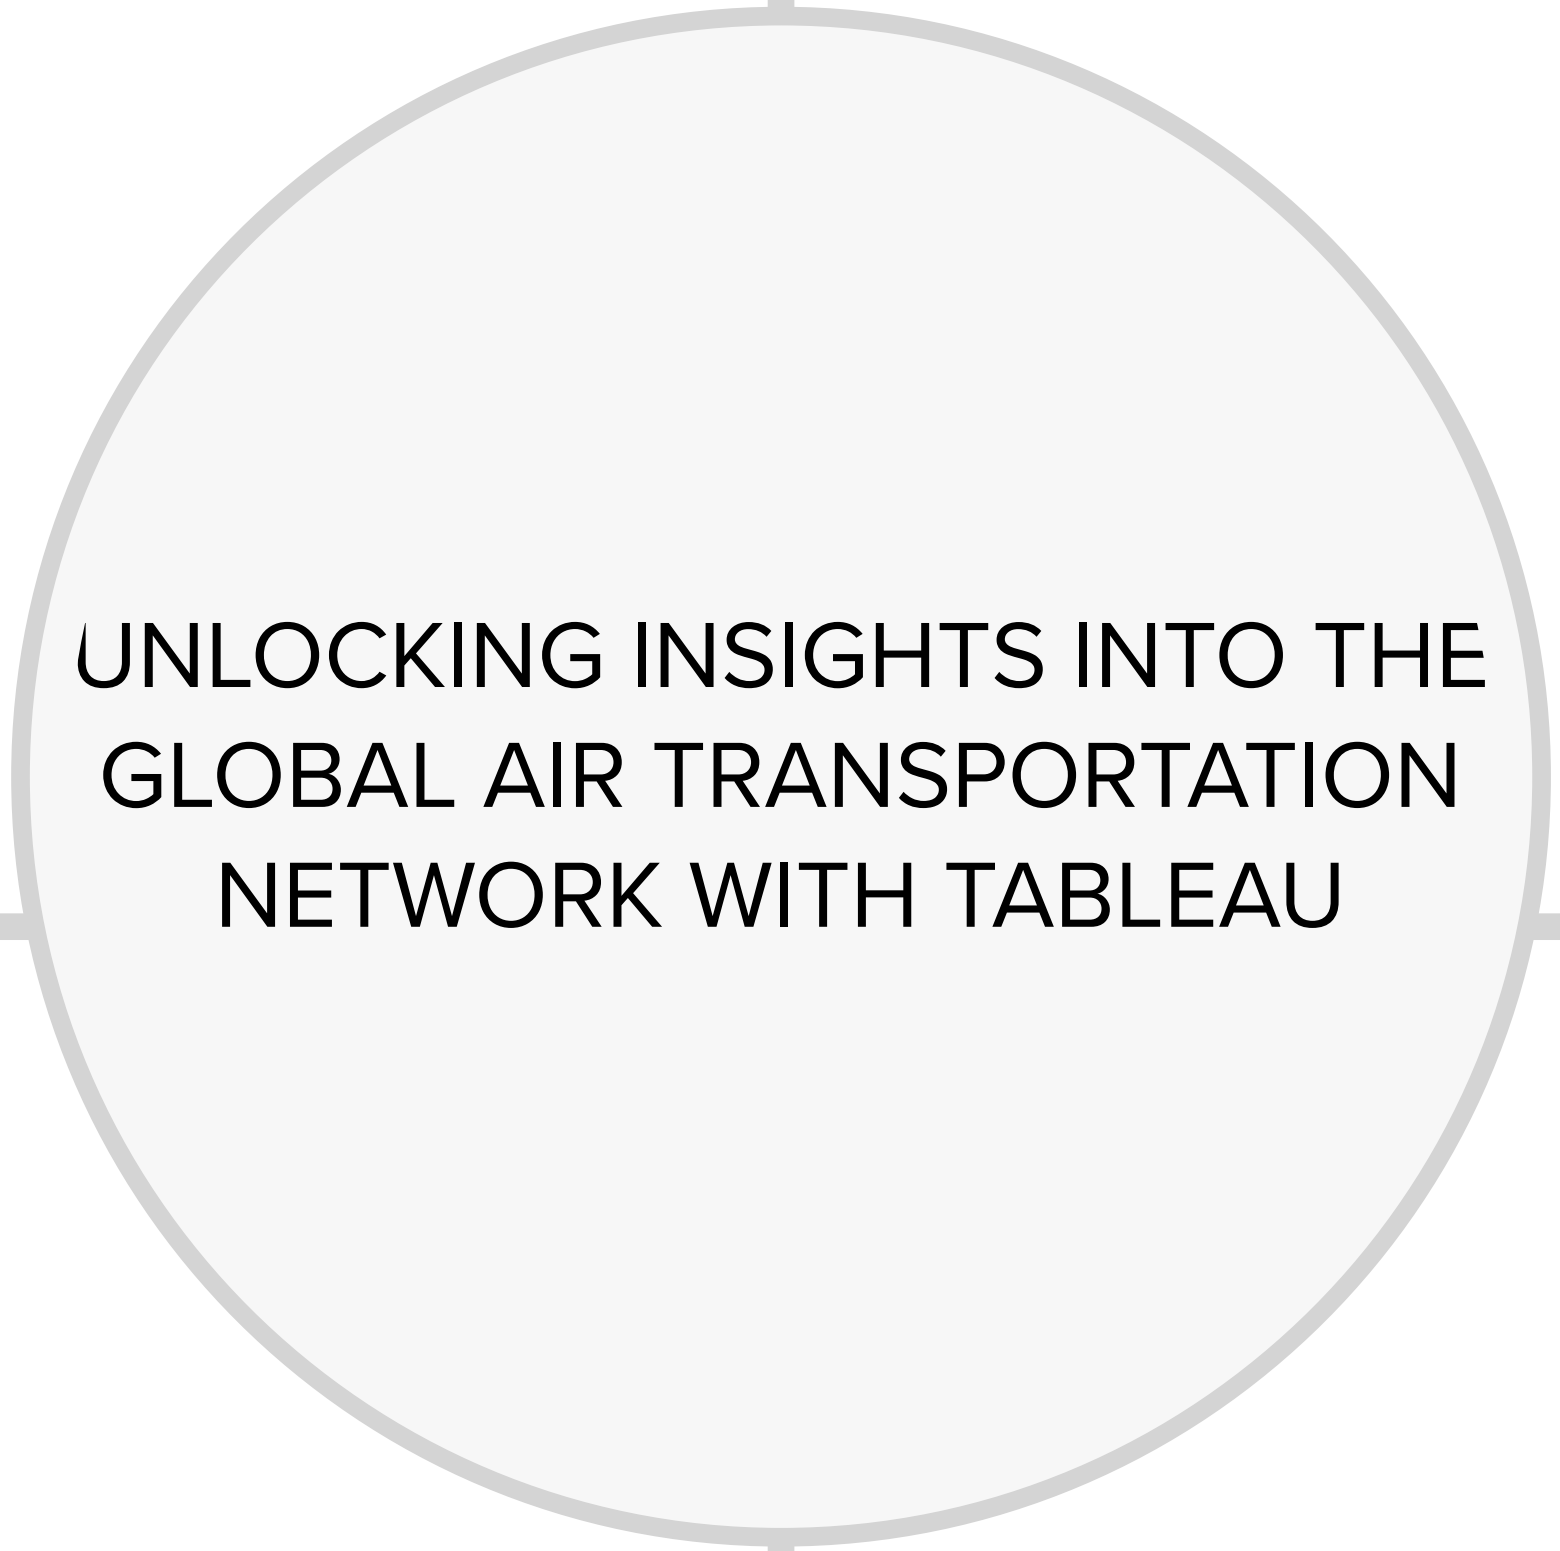 UNLOCKING INSIGHTS INTO THE
GLOBAL AIR TRANSPORTATION
NETWORK WITH TABLEAU